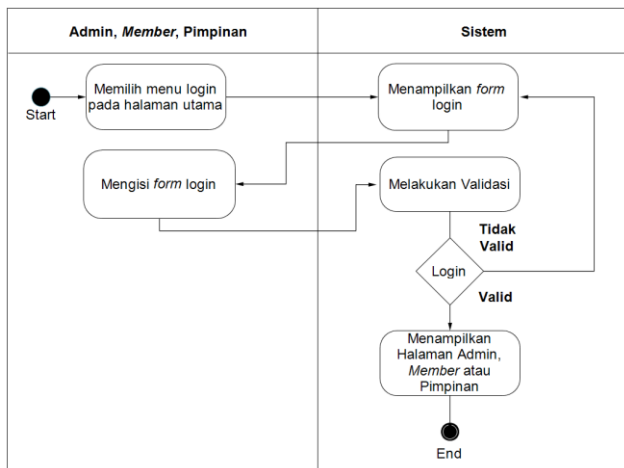 Admin, Member, Pimpinan
Sistem
Start
Memilih menu login
pada halaman utama
Menampilkan form
login
Mengisi form login
Melakukan Validasi
Tidak
Valid
Login
Valid
Menampilkan
Halaman Admin,
Member atau
Pimpinan
End